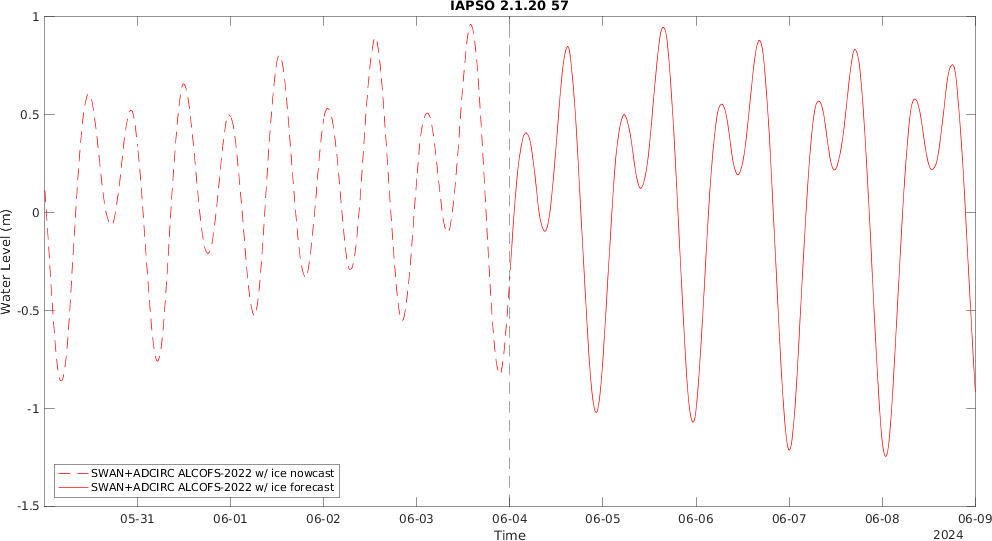 IAPSO 2.1.20 57
1
0.5
0
-0.5
-1
-1.5
Water Level (m)
SWAN+ADCIRC ALCOFS-2022 w/ ice nowcast
SWAN+ADCIRC ALCOFS-2022 w/ ice forecast
05-31 06-01 06-02 06-03 06-04 06-05 06-06 06-07 06-08 06-09
Time
2024